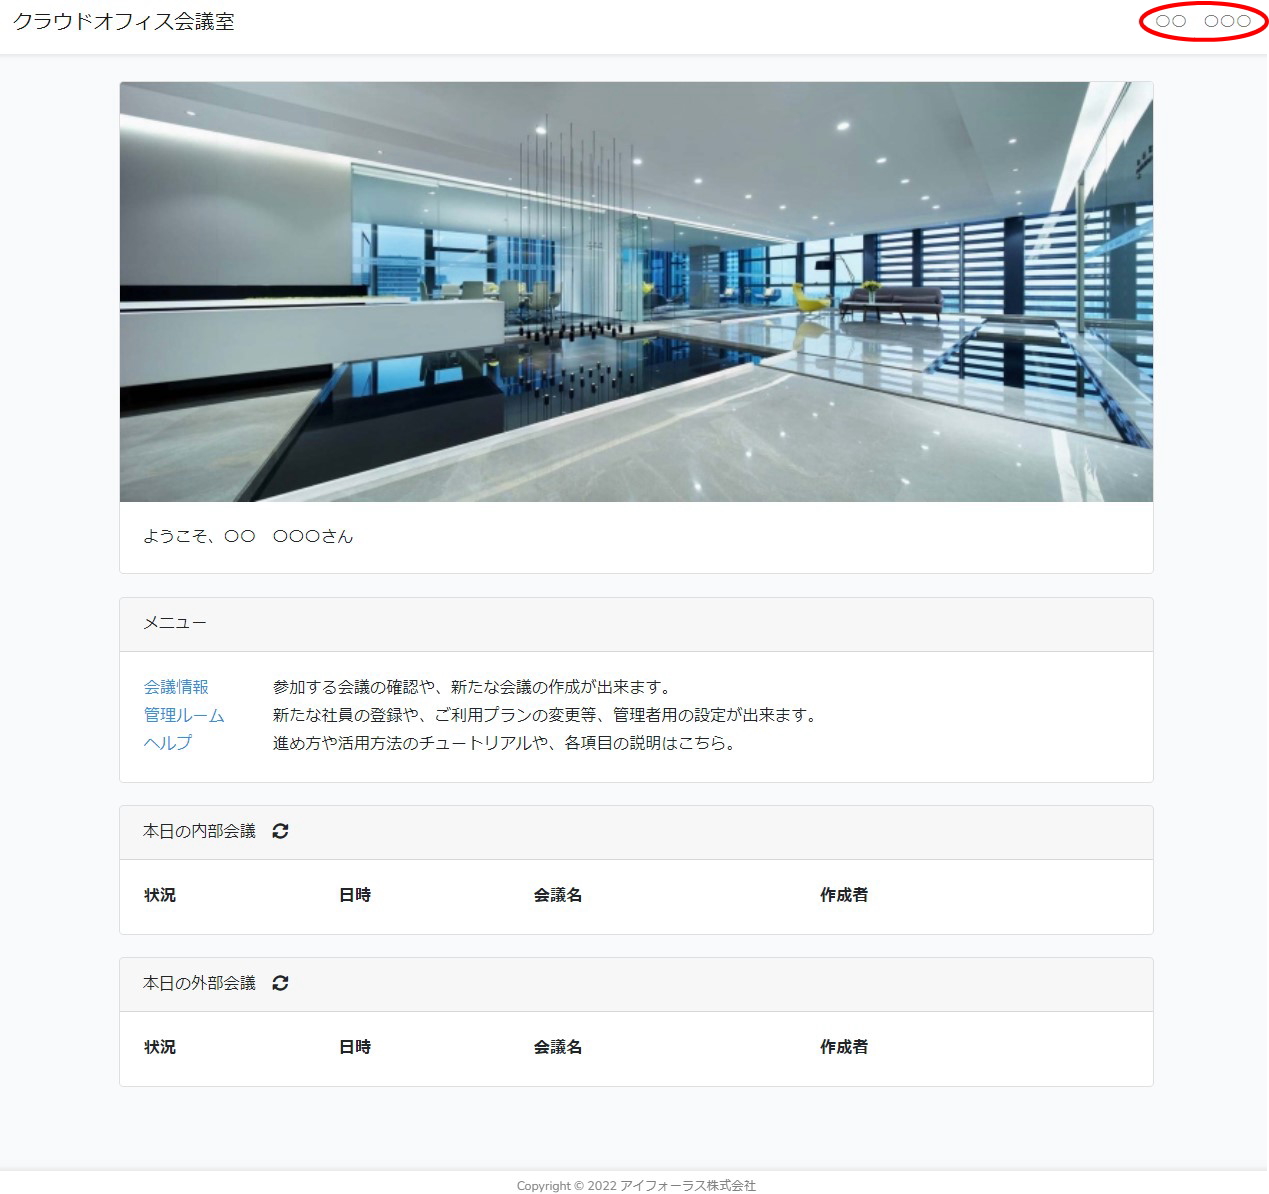 クラウドオフィス会議室
〇〇　〇〇〇
ようこそ、〇〇　〇〇〇さん
メニュー
会議情報 参加する会議の確認や、新たな会議の作成が出来ます。
管理ルーム 新たな社員の登録や、ご利用プランの変更等、管理者用の設定が出来ます。
ヘルプ 進め方や活用方法のチュートリアルや、各項目の説明はこちら。
本日の内部会議
状況 日時 会議名 作成者
本日の外部会議
状況 日時 会議名 作成者
Copyright © 2022 アイフォーラス株式会社